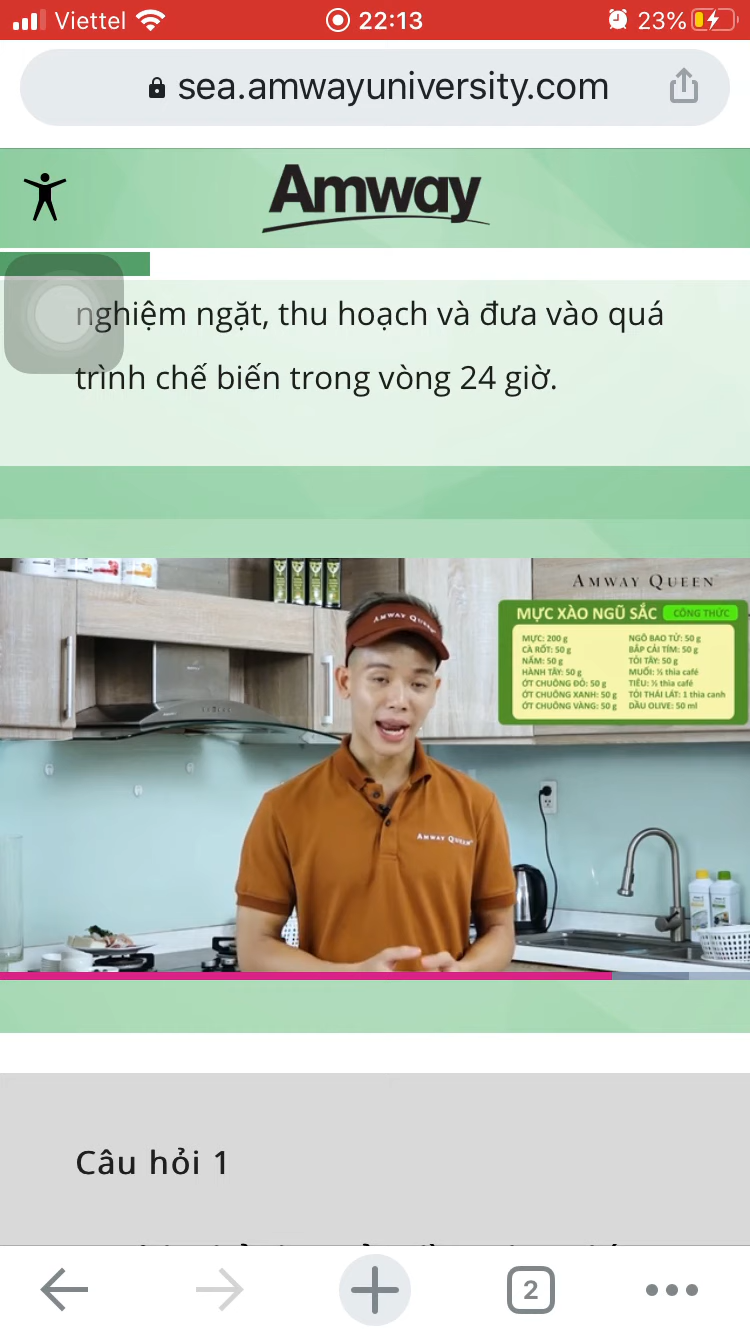 Viettel
22:13
23%
sea.amwayuniversity.com
Amway
nghiệm ngặt, thu hoạch và đưa vào quá
trình chế biến trong vòng 24 giờ.
AMWAY QUEEN
MỰC XÀO NGŨ SẮC CÔNG THỨC
MỰC: 200 g
CÀ RỐT: 50 g
NẤM: 50 g
HÀNH TÂY: 50 g
ỚT CHUÔNG ĐỎ: 50 g
ỚT CHUÔNG XANH: 50 g
ỚT CHUÔNG VÀNG: 50 g
NGÔ BAO TỬ: 50 g
BẮP CẢI TÍM: 50 g
TỎI TÂY: 50 g
MUỐI: ½ thìa café
TIÊU: ½ thìa café
TỎI THÁI LÁT: 1 thìa canh
DẦU OLIVE: 50 ml
AMWAY QUEEN
AMWAY QUEEN
Câu hỏi 1
2